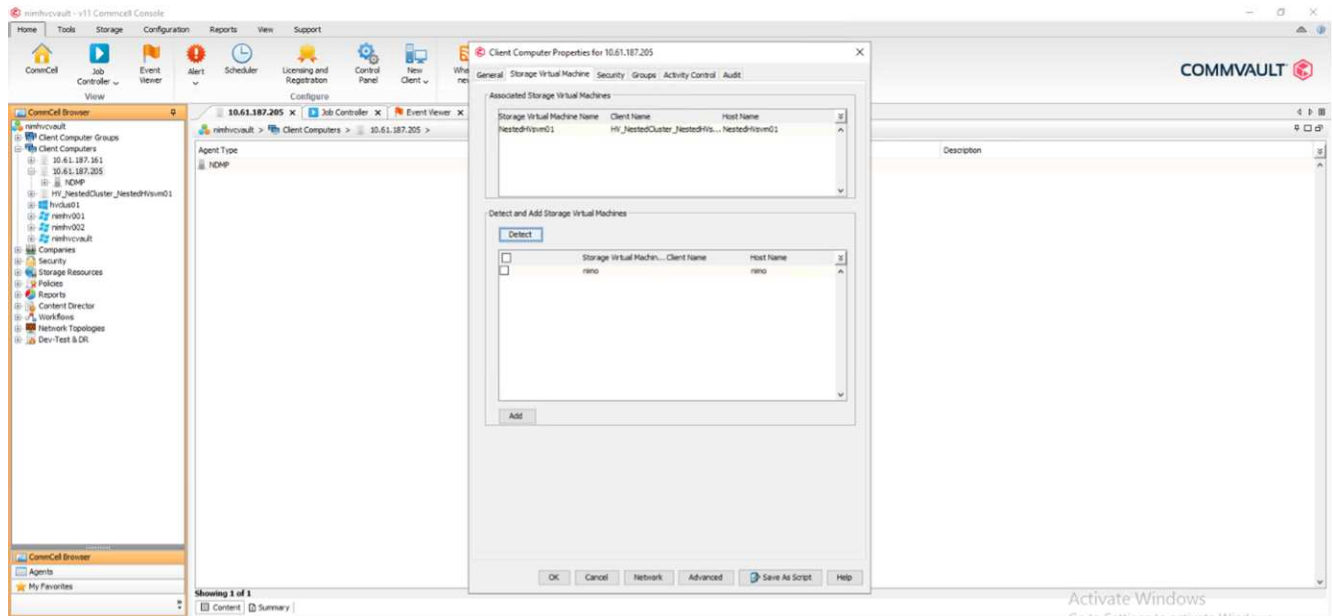 nimhvcvault - v11 Commcell Console
Home Tools Storage Configuration Reports View Support
CommCell
Job Controller
Event Viewer
Alert
Scheduler
Licensing and Registration
Control Panel
New Client
View
Configure
COMMVAULT
CommCell Browser
nimhvcvault
Client Computer Groups
Client Computers
10.61.187.161
10.61.187.205
NDMP
HV_NestedCluster_NestedHVsvm01
hvclus01
nimhv001
nimhv002
nimhvcvault
Companies
Security
Storage Resources
Policies
Reports
Content Director
Workflows
Network Topologies
Dev-Test & DR
CommCell Browser
Agents
My Favorites
10.61.187.205 Job Controller Event Viewer
nimhvcvault > Client Computers > 10.61.187.205 >
Agent Type Description
NDMP
Showing 1 of 1
Content Summary
Client Computer Properties for 10.61.187.205
General Storage Virtual Machine Security Groups Activity Control Audit
Associated Storage Virtual Machines
Storage Virtual Machine Name Client Name Host Name
NestedHVsvm01 HV_NestedCluster_NestedHVs... NestedHVsvm01
Detect and Add Storage Virtual Machines
Detect
Storage Virtual Machin... Client Name Host Name
nimo nimo
Add
OK Cancel Network Advanced Save As Script Help
Activate Windows